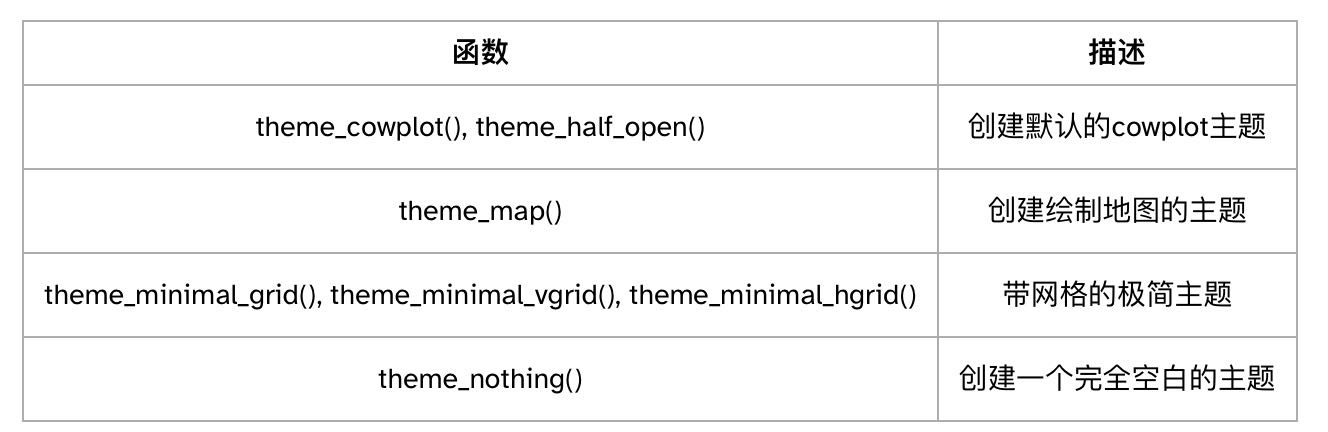 函数 描述
theme_cowplot(), theme_half_open() 创建默认的cowplot主题
theme_map() 创建绘制地图的主题
theme_minimal_grid(), theme_minimal_vgrid(), theme_minimal_hgrid() 带网格的极简主题
theme_nothing() 创建一个完全空白的主题